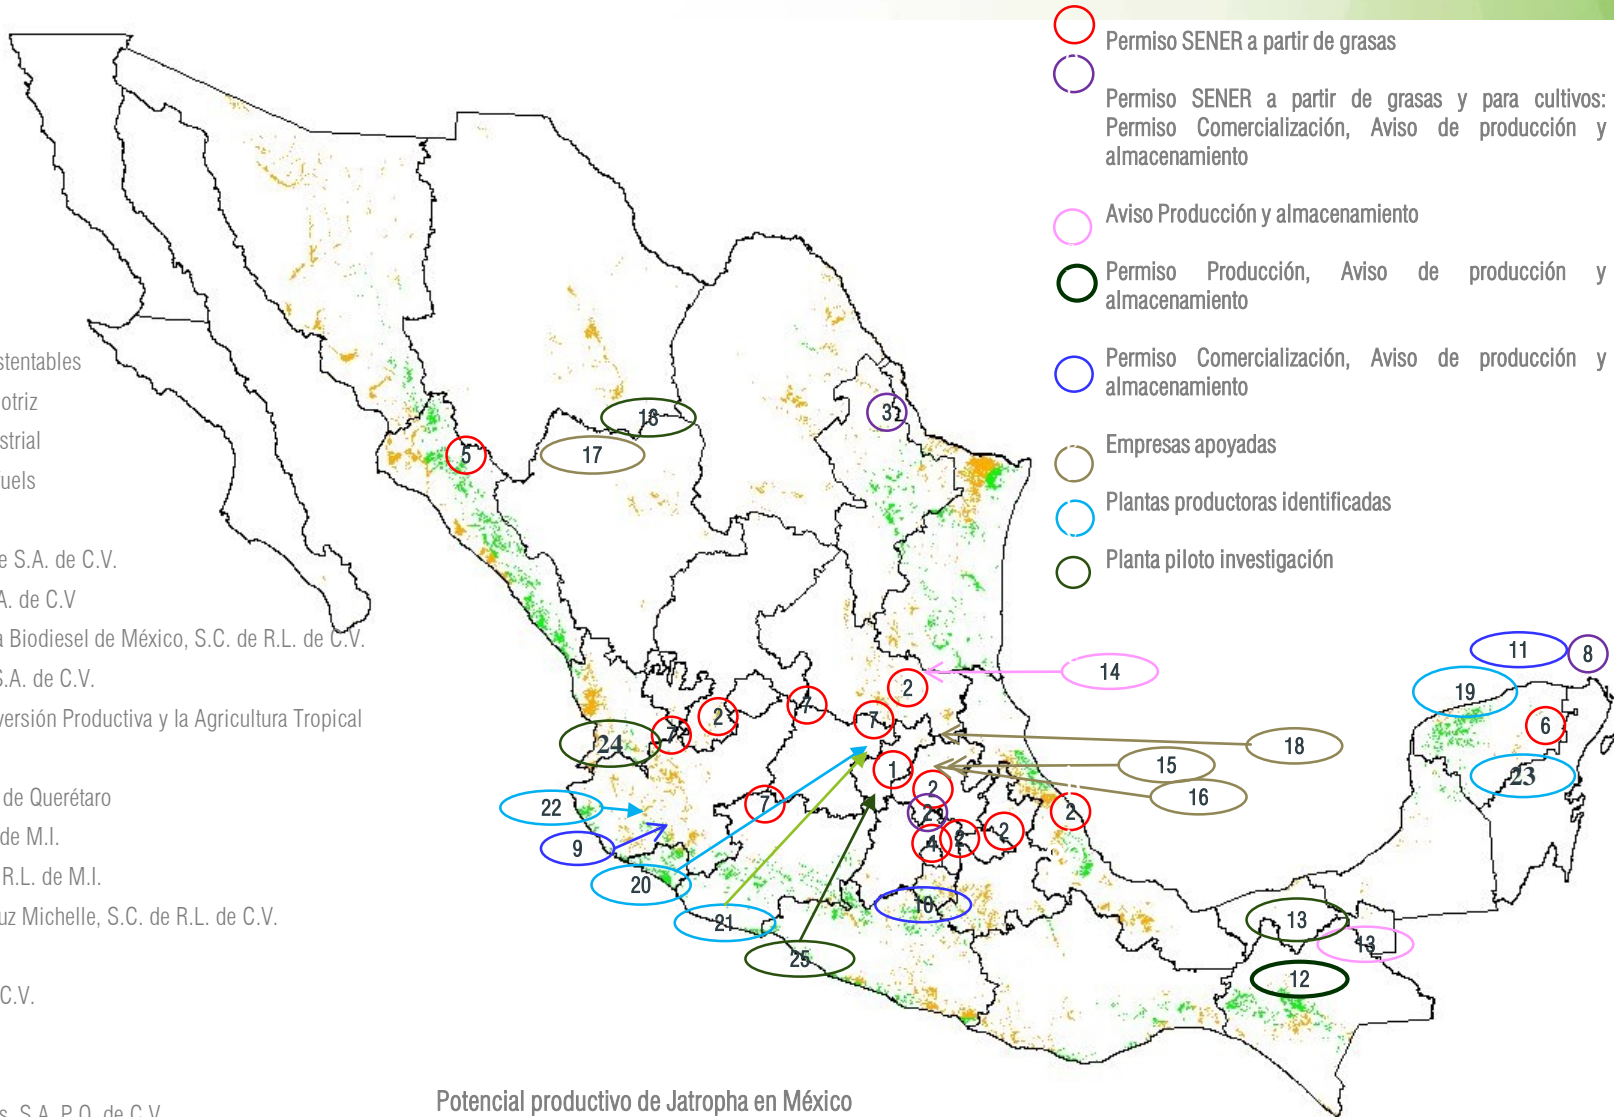 Permiso SENER a partir de grasas
Permiso SENER a partir de grasas y para cultivos:
Permiso Comercialización, Aviso de producción y
almacenamiento
Aviso Producción y almacenamiento
Permiso Producción, Aviso de producción y
almacenamiento
Permiso Comercialización, Aviso de producción y
almacenamiento
Empresas apoyadas
Plantas productoras identificadas
Planta piloto investigación
stentables
otriz
strial
uels
e S.A. de C.V.
A. de C.V
a Biodiesel de México, S.C. de R.L. de C.V.
S.A. de C.V.
versión Productiva y la Agricultura Tropical
de Querétaro
de M.I.
R.L. de M.I.
uz Michelle, S.C. de R.L. de C.V.
C.V.
s, S.A. P.O. de C.V.
3
18
17
5
11
8
14
19
2
2
7
7
7
6
24
18
1
15
23
2
16
22
7
2
2
2
9
4
20
10
21
13
13
25
12
Potencial productivo de Jatropha en México